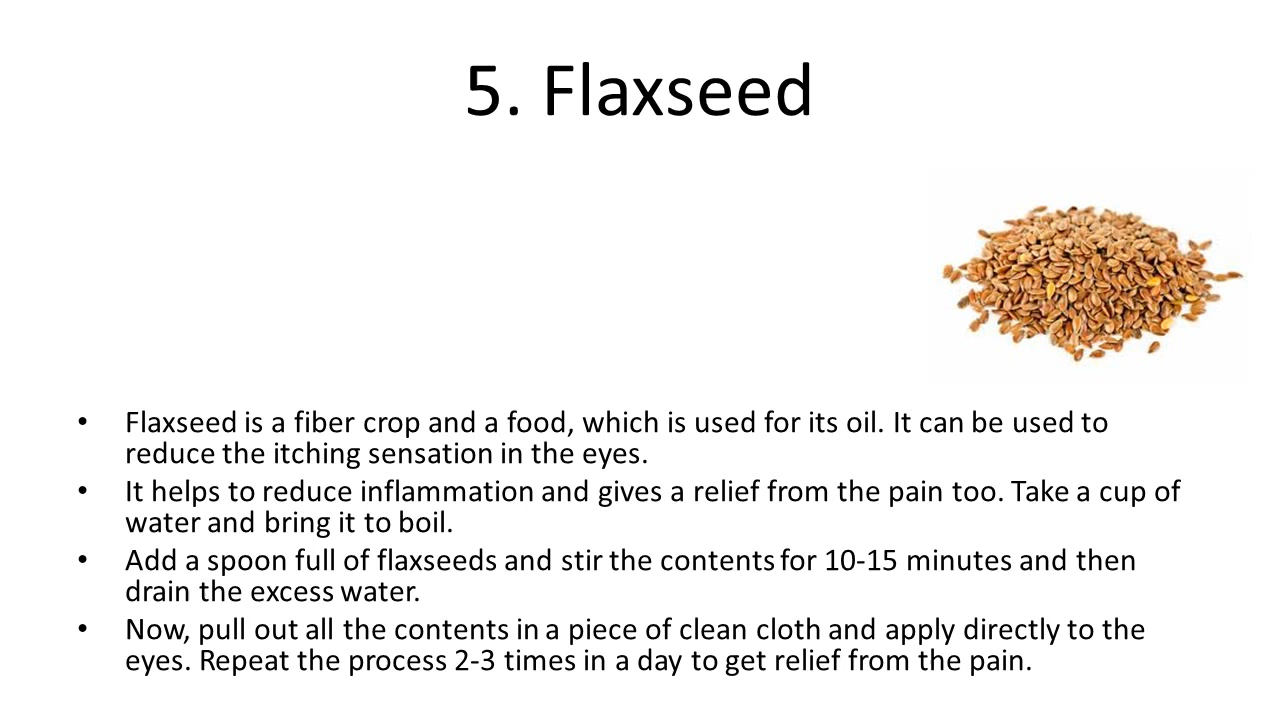 5. Flaxseed
• Flaxseed is a fiber crop and a food, which is used for its oil. It can be used to
reduce the itching sensation in the eyes.
• It helps to reduce inflammation and gives a relief from the pain too. Take a cup of
water and bring it to boil.
• Add a spoon full of flaxseeds and stir the contents for 10-15 minutes and then
drain the excess water.
• Now, pull out all the contents in a piece of clean cloth and apply directly to the
eyes. Repeat the process 2-3 times in a day to get relief from the pain.